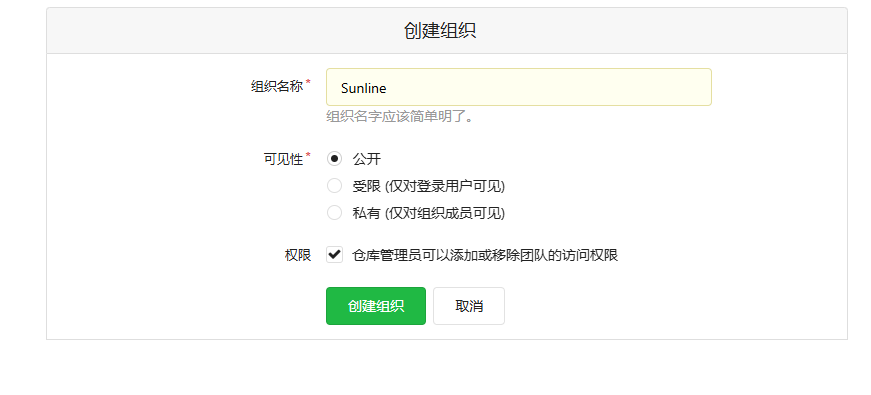 创建组织
组织名称*
Sunline
组织名字应该简单明了。
可见性*
公开
受限 (仅对登录用户可见)
私有 (仅对组织成员可见)
权限
仓库管理员可以添加或移除团队的访问权限
创建组织 取消